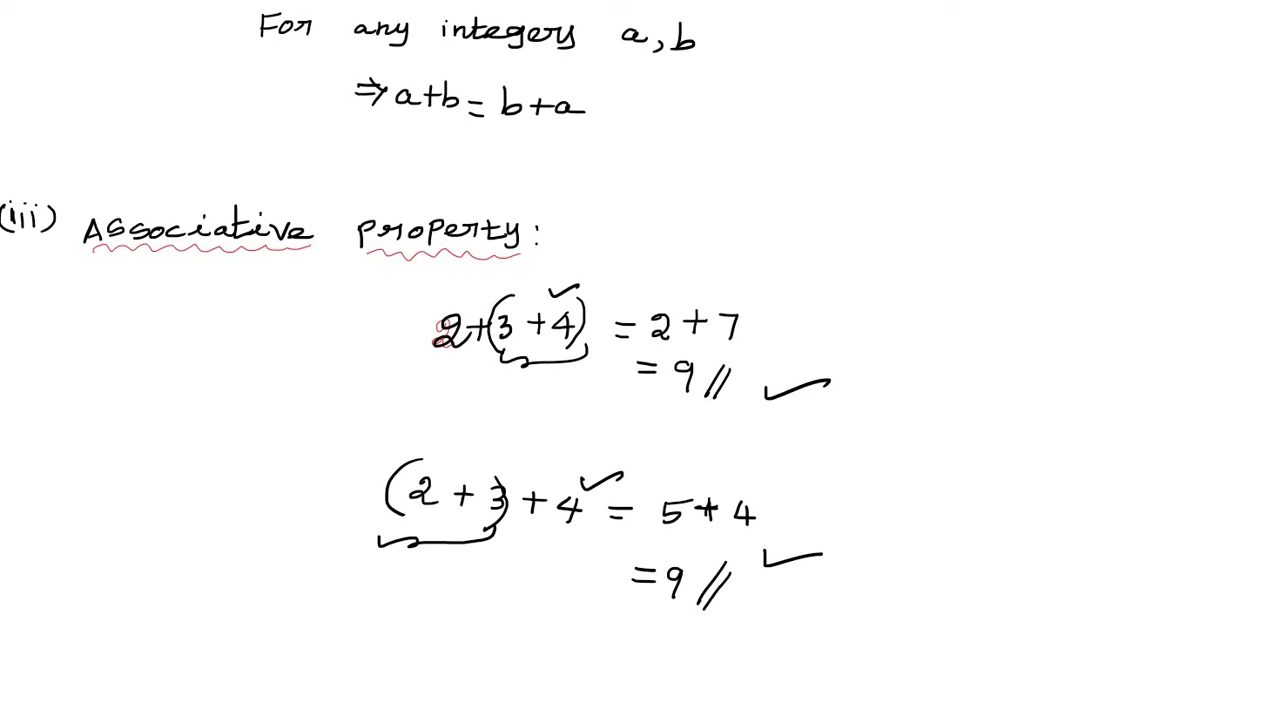 For any integers a, b
⇒ a+b = b+a
(iii) Associative property:
2+(3+4) = 2+7
= 9 //
(2+3)+4 = 5+4
= 9 //